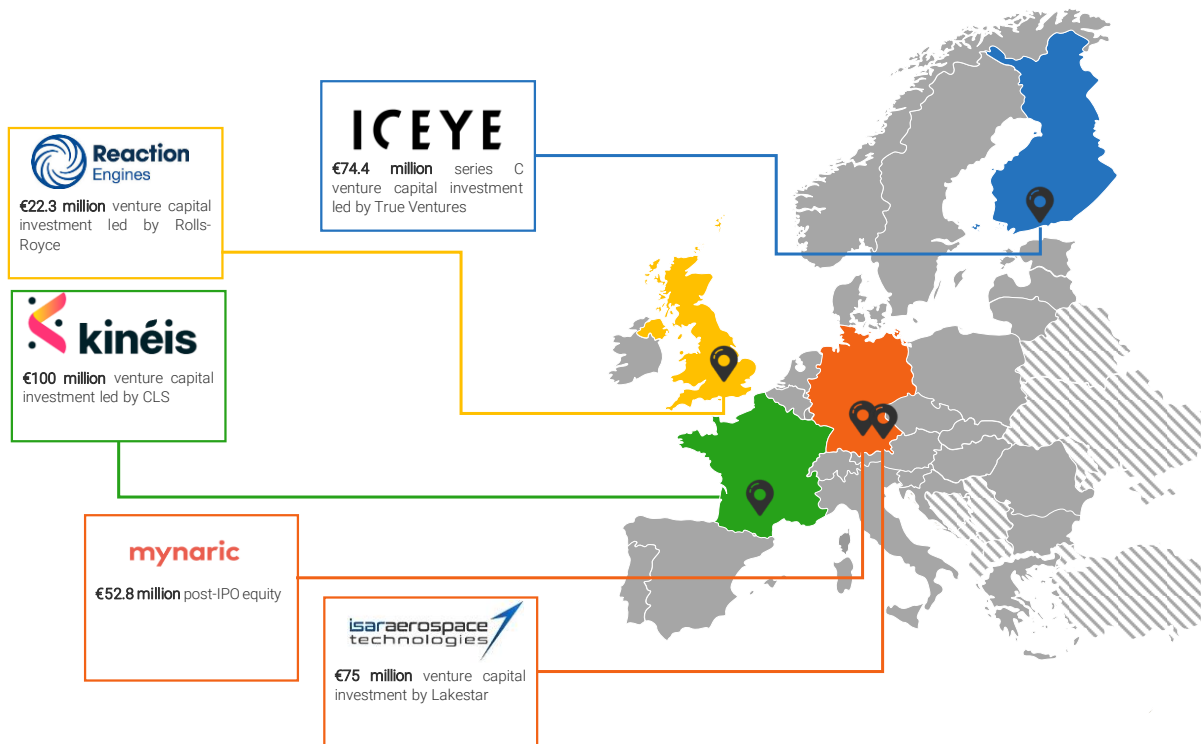 ICEYE
€74.4 million series C
venture capital investment
led by True Ventures
Reaction
Engines
€22.3 million venture capital
investment led by Rolls-
Royce
kinéis
€100 million venture capital
investment led by CLS
mynaric
€52.8 million post-IPO equity
isaraerospace
technologies
€75 million venture capital
investment by Lakestar